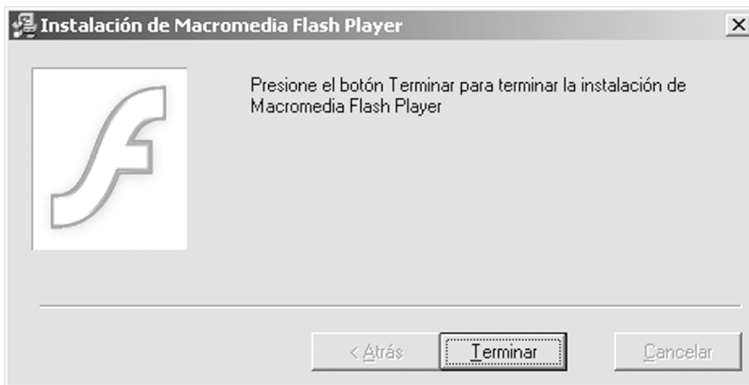 Instalación de Macromedia Flash Player
Presione el botón Terminar para terminar la instalación de
Macromedia Flash Player
< Atrás
Terminar
Cancelar